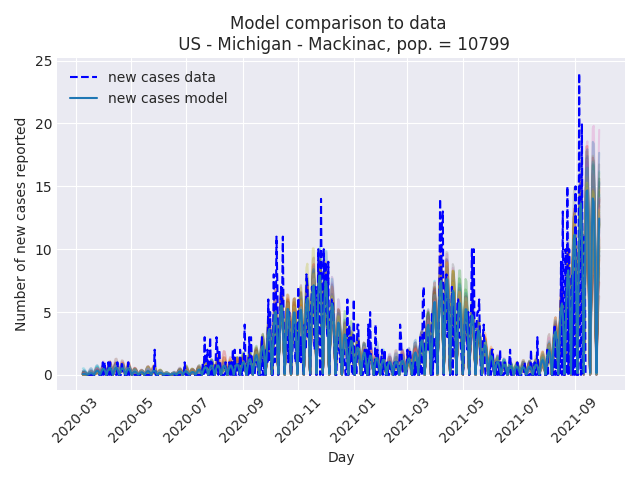 Model comparison to data
US - Michigan - Mackinac, pop. = 10799
new cases data
new cases model
Number of new cases reported
25
20
15
10
5
0
2020-03
2020-05
2020-07
2020-09
2020-11
2021-01
2021-03
2021-05
2021-07
2021-09
Day